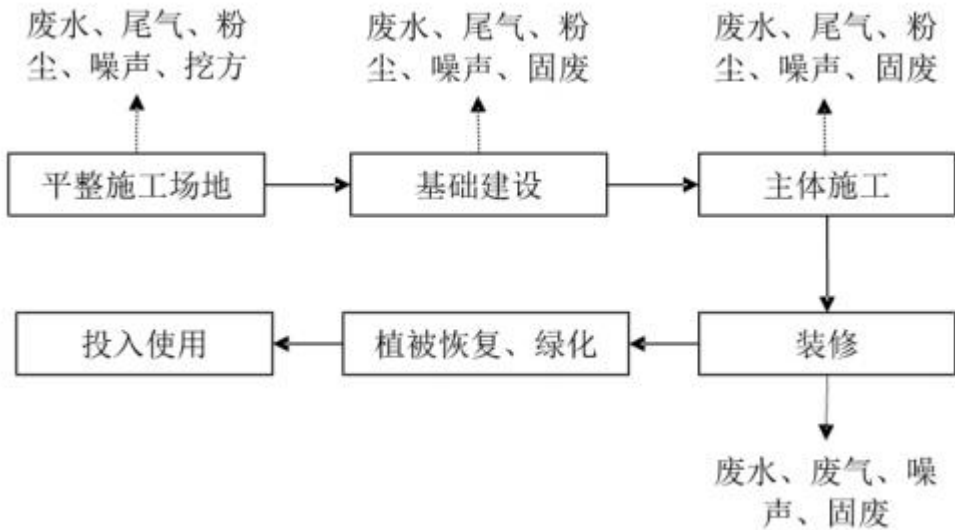 废水、尾气、粉
尘、噪声、挖方
废水、尾气、粉
尘、噪声、固废
废水、尾气、粉
尘、噪声、固废
平整施工场地
基础建设
主体施工
投入使用
植被恢复、绿化
装修
废水、废气、噪
声、固废